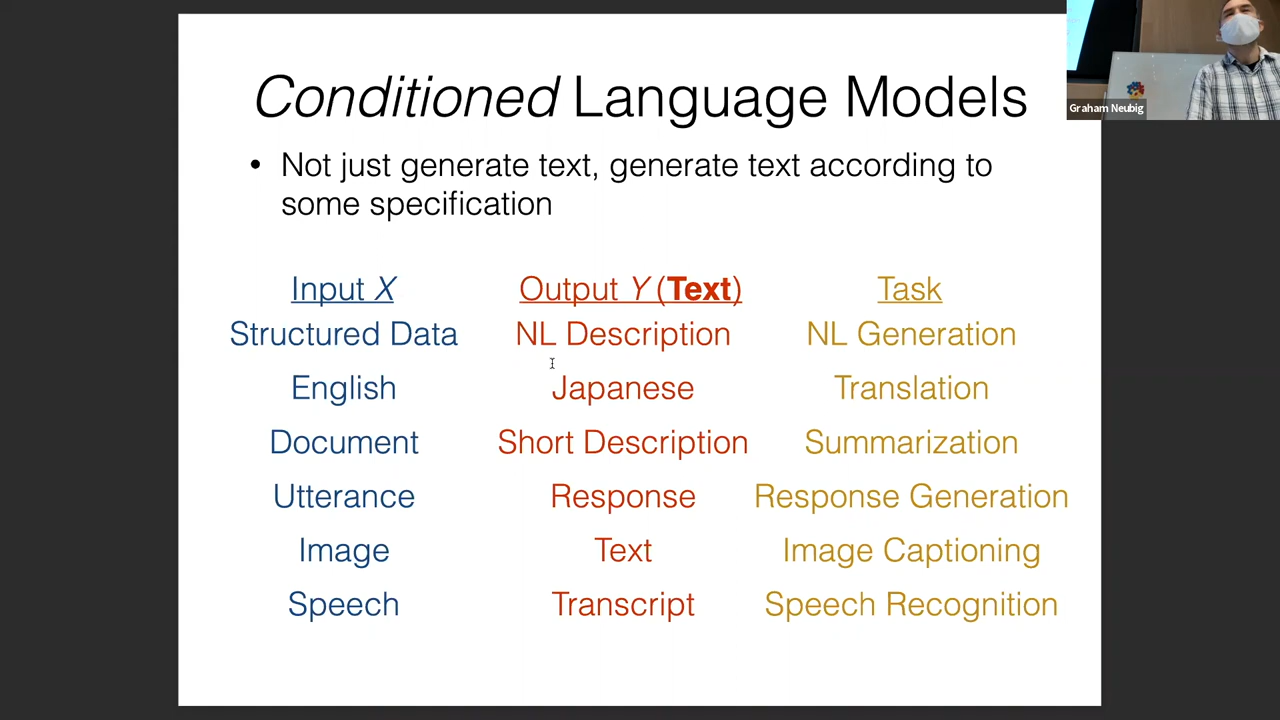 Conditioned Language Models
• Not just generate text, generate text according to
some specification
Input X Output Y (Text) Task
Structured Data NL Description NL Generation
English Japanese Translation
Document Short Description Summarization
Utterance Response Response Generation
Image Text Image Captioning
Speech Transcript Speech Recognition
Graham Neubig